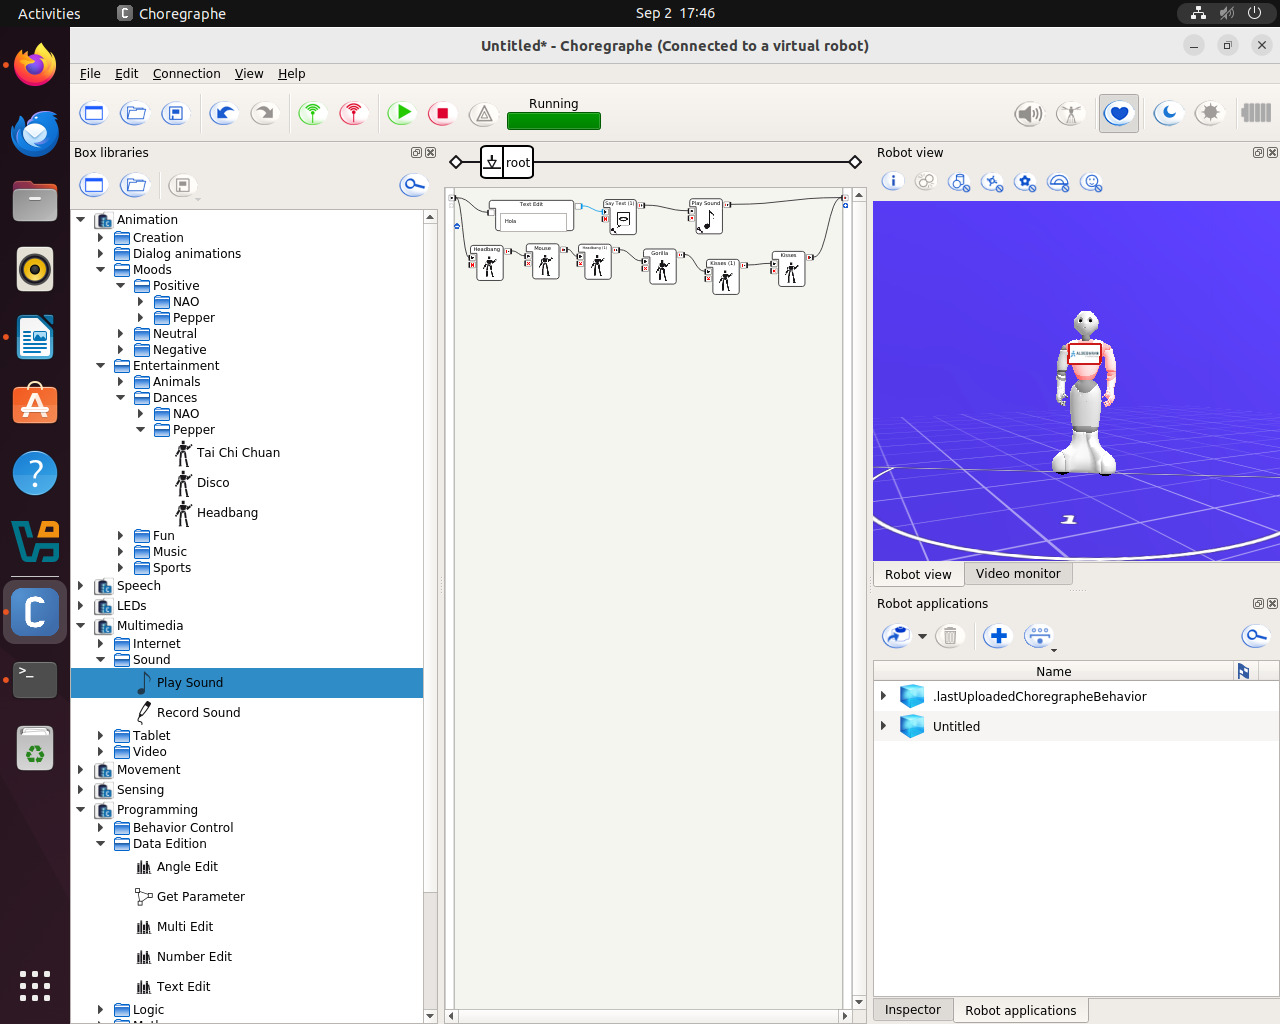 Activities
Choregraphe
Sep 2 17:46
Untitled* - Choregraphe (Connected to a virtual robot)
File Edit Connection View Help
Running
Box libraries
root
Robot view
Animation
Creation
Dialog animations
Moods
Positive
NAO
Pepper
Neutral
Negative
Entertainment
Animals
Dances
NAO
Pepper
Tai Chi Chuan
Disco
Headbang
Fun
Music
Sports
Speech
LEDs
Multimedia
Internet
Sound
Play Sound
Record Sound
Tablet
Video
Movement
Sensing
Programming
Behavior Control
Data Edition
Angle Edit
Get Parameter
Multi Edit
Number Edit
Text Edit
Logic
Text Edit
Hola
Say Text (1)
Play Sound
Headbang
Mouse
Headbang (1)
Gorilla
Kisses (1)
Kisses
1
Robot view
Video monitor
Robot applications
Name
.lastUploadedChoregrapheBehavior
Untitled
Inspector
Robot applications